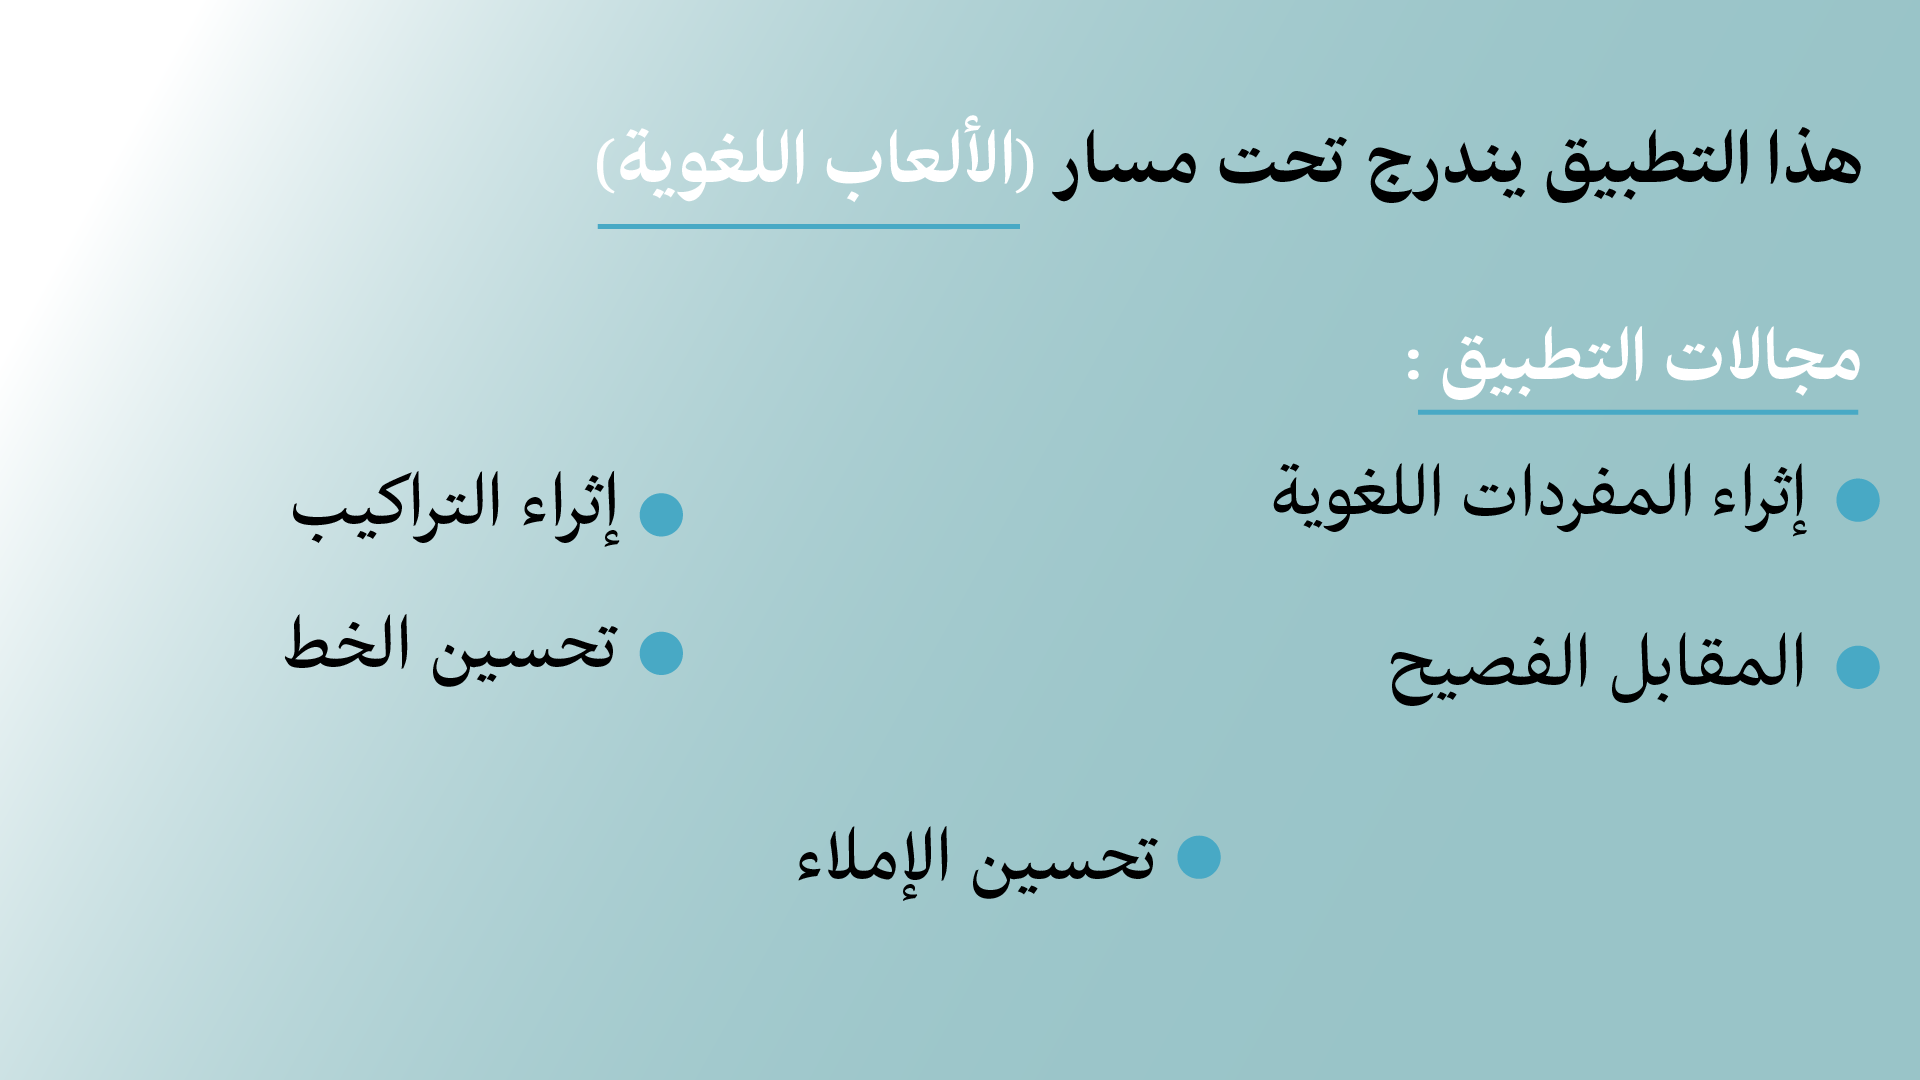 هذا التطبيق يندرج تحت مسار (الألعاب اللغوية)
مجالات التطبيق :
إثراء المفردات اللغوية
إثراء التراكيب
المقابل الفصيح
تحسين الخط
تحسين الإملاء